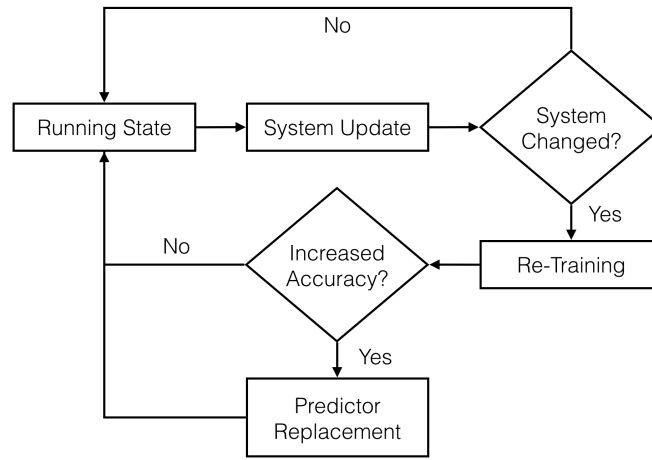 No
Running State
System Update
System
Changed?
Yes
Re-Training
Increased
Accuracy?
No
Yes
Predictor
Replacement